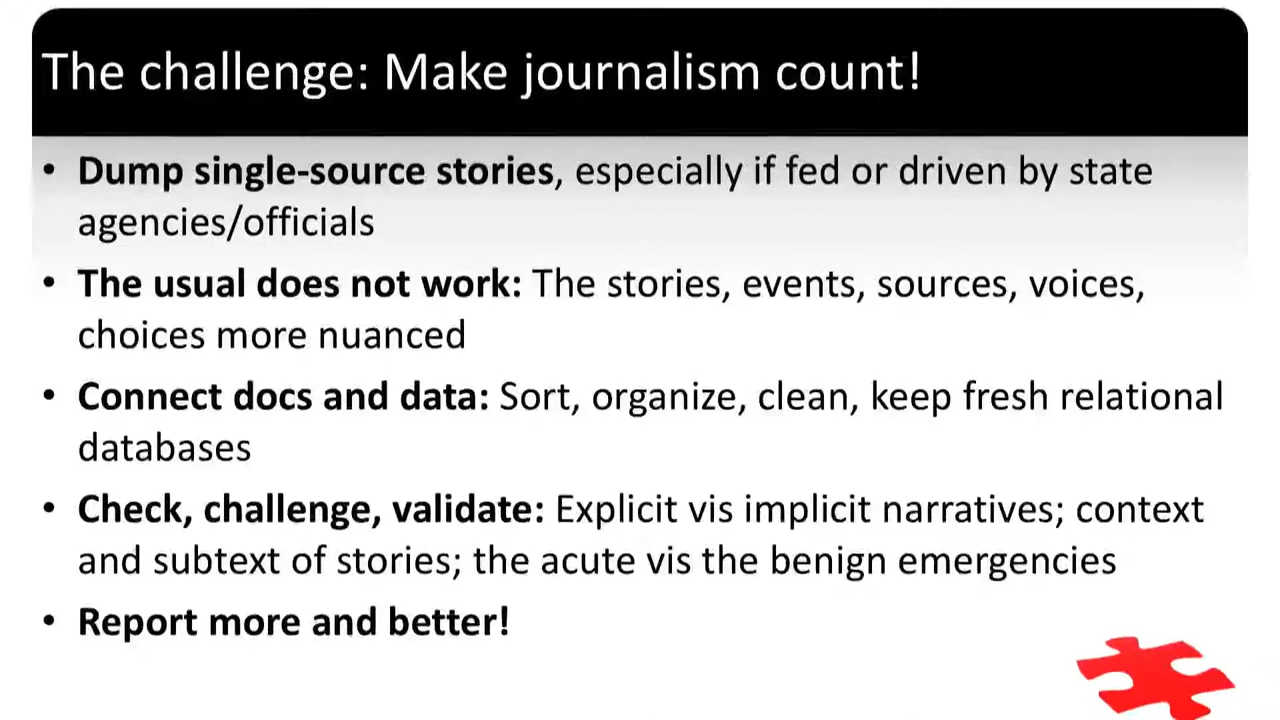 The challenge: Make journalism count!
• Dump single-source stories, especially if fed or driven by state
agencies/officials
• The usual does not work: The stories, events, sources, voices,
choices more nuanced
• Connect docs and data: Sort, organize, clean, keep fresh relational
databases
• Check, challenge, validate: Explicit vis implicit narratives; context
and subtext of stories; the acute vis the benign emergencies
• Report more and better!